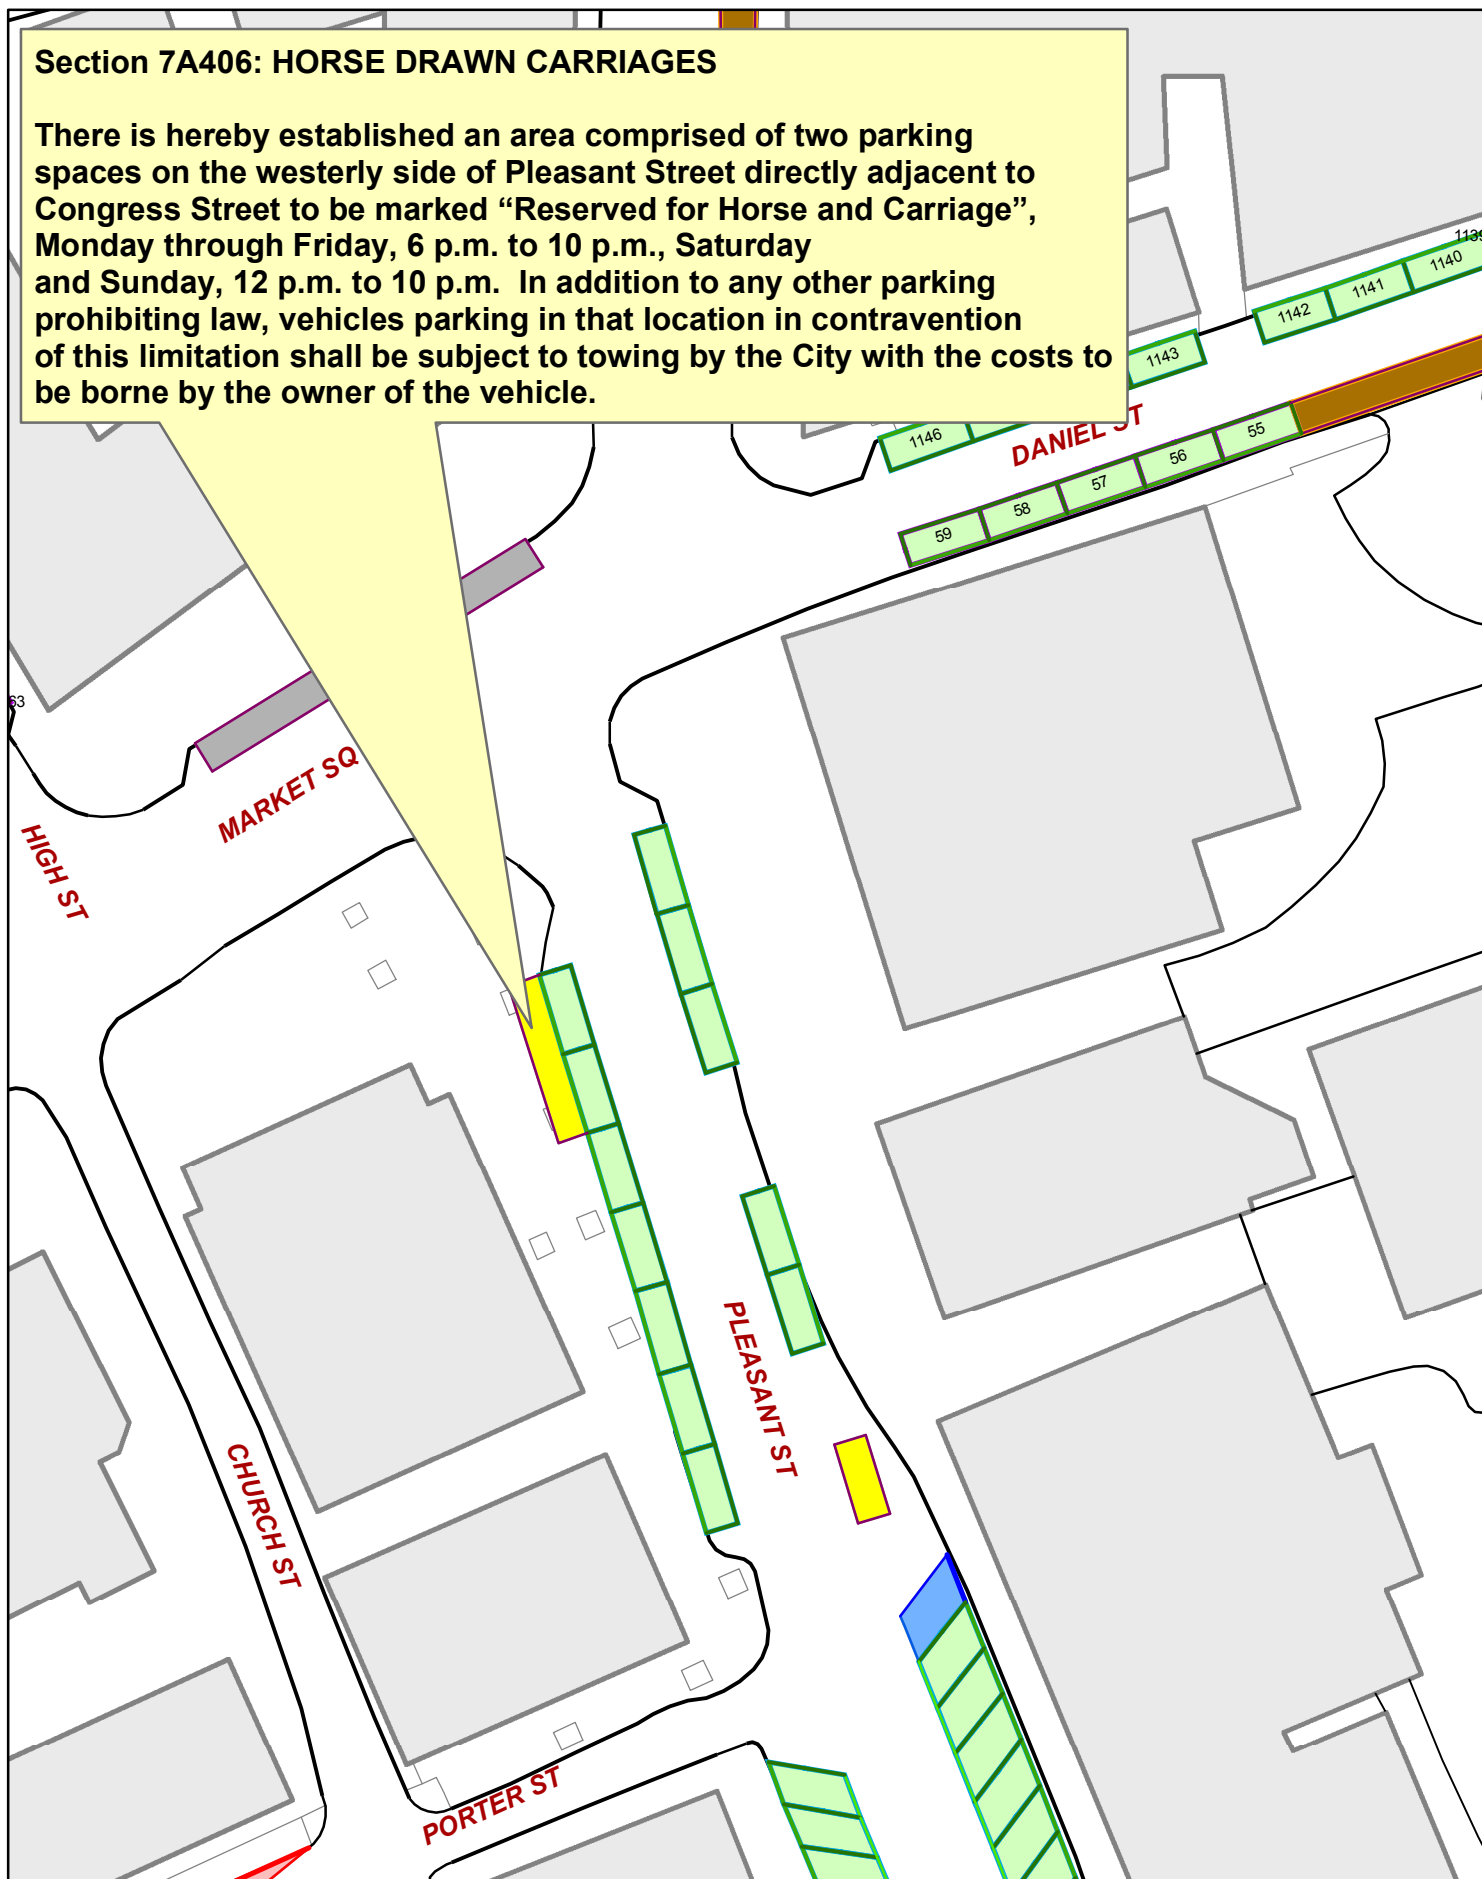 Section 7A406: HORSE DRAWN CARRIAGES
There is hereby established an area comprised of two parking
spaces on the westerly side of Pleasant Street directly adjacent to
Congress Street to be marked “Reserved for Horse and Carriage”,
Monday through Friday, 6 p.m. to 10 p.m., Saturday
and Sunday, 12 p.m. to 10 p.m. In addition to any other parking
prohibiting law, vehicles parking in that location in contravention
of this limitation shall be subject to towing by the City with the costs to
be borne by the owner of the vehicle.
1139
1140
1141
1142
1143
1146
DANIEL ST
55
56
57
58
59
63
MARKET SQ
HIGH ST
PLEASANT ST
CHURCH ST
PORTER ST